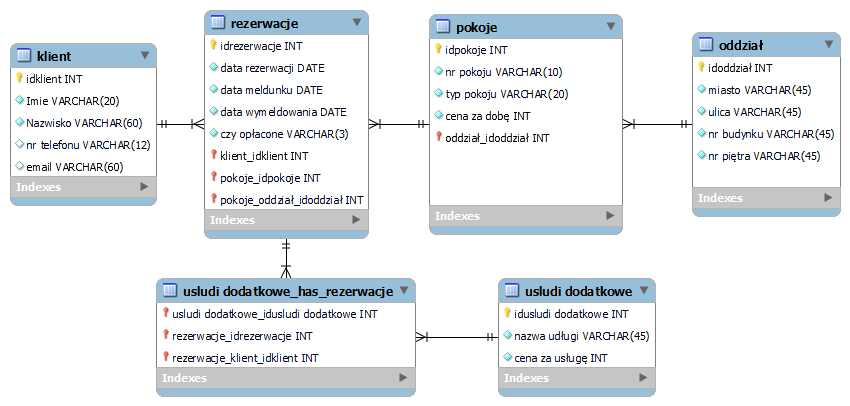 klient
idklient INT
Imie VARCHAR(20)
Nazwisko VARCHAR(60)
nr telefonu VARCHAR(12)
email VARCHAR(60)
Indexes
rezerwacje
idrezerwacje INT
data rezerwacji DATE
data meldunku DATE
data wymeldowania DATE
czy opłacone VARCHAR(3)
klient_idklient INT
pokoje_idpokoje INT
pokoje_oddział_idoddział INT
Indexes
pokoje
idpokoje INT
nr pokoju VARCHAR(10)
typ pokoju VARCHAR(20)
cena za dobę INT
oddział_idoddział INT
Indexes
oddział
idoddział INT
miasto VARCHAR(45)
ulica VARCHAR(45)
nr budynku VARCHAR(45)
nr piętra VARCHAR(45)
Indexes
usludi dodatkowe_has_rezerwacje
usludi dodatkowe_idusludi dodatkowe INT
rezerwacje_idrezerwacje INT
rezerwacje_klient_idklient INT
Indexes
usludi dodatkowe
idusludi dodatkowe INT
nazwa udługi VARCHAR(45)
cena za usługę INT
Indexes